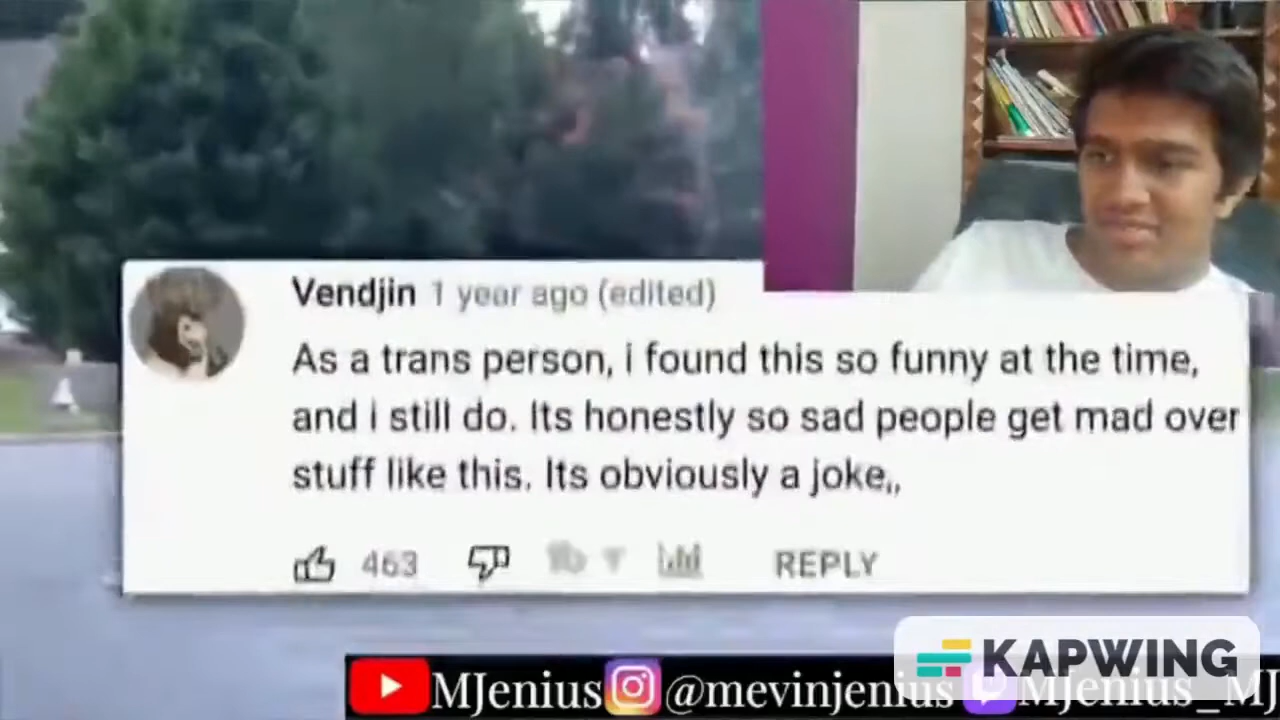 Vendjin 1 year ago (edited)
As a trans person, i found this so funny at the time,
and i still do. Its honestly so sad people get mad over
stuff like this. Its obviously a joke,,
463 REPLY
KAPWING
MJenius @mevinjenius MJenius_MJ